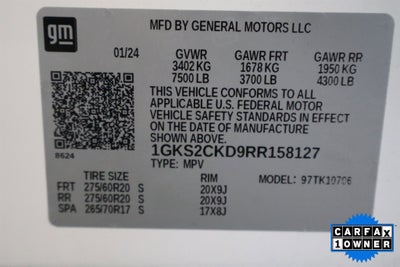 gm
MFD BY GENERAL MOTORS LLC
01/24 GVWR GAWR FRT GAWR RR
3402 KG 1678 KG 1950 KG
7500 LB 3700 LB 4300 LB
THIS VEHICLE CONFORMS TO ALL
APPLICABLE U.S. FEDERAL MOTOR
VEHICLE SAFETY STANDARDS IN
EFFECT ON THE DATE OF MANUFACTURE
SHOWN ABOVE.
8624
1GKS2CKD9RR158127
TYPE: MPV
TIRE SIZE RIM MODEL:
FRT 275/60R20 S 20X9J
RR 275/60R20 S 20X9J
SPA 265/70R17 S 17X8J
CARFAX
1 OWNER